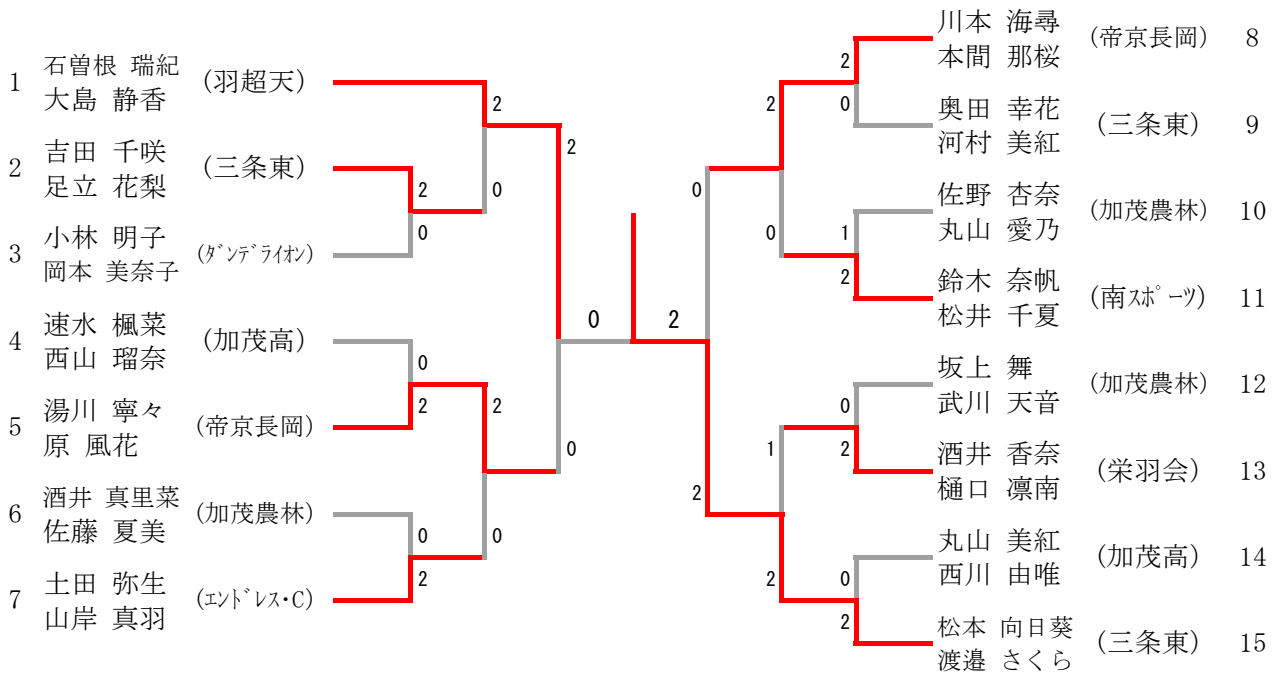 1 石曽根 瑞紀 (羽超天)
大島 静香
2 吉田 千咲 (三条東)
足立 花梨
3 小林 明子 (ﾀﾞﾝﾃﾞﾗｲｵﾝ)
岡本 美奈子
4 速水 楓菜 (加茂高)
西山 瑠奈
5 湯川 寧々 (帝京長岡)
原 風花
6 酒井 真里菜 (加茂農林)
佐藤 夏美
7 土田 弥生 (ｴﾝﾄﾞﾚｽ・C)
山岸 真羽
2
2
0
2
0
0
2
2
0
0
0
2
0 2
川本 海尋 (帝京長岡) 8
本間 那桜
奥田 幸花 (三条東) 9
河村 美紅
佐野 杏奈 (加茂農林) 10
丸山 愛乃
鈴木 奈帆 (南ｽﾎﾟｰﾂ) 11
松井 千夏
坂上 舞 (加茂農林) 12
武川 天音
酒井 香奈 (栄羽会) 13
樋口 凛南
丸山 美紅 (加茂高) 14
西川 由唯
松本 向日葵 (三条東) 15
渡邉 さくら
2
2
0
0
0
1
2
0
1
2
2
2
0
2